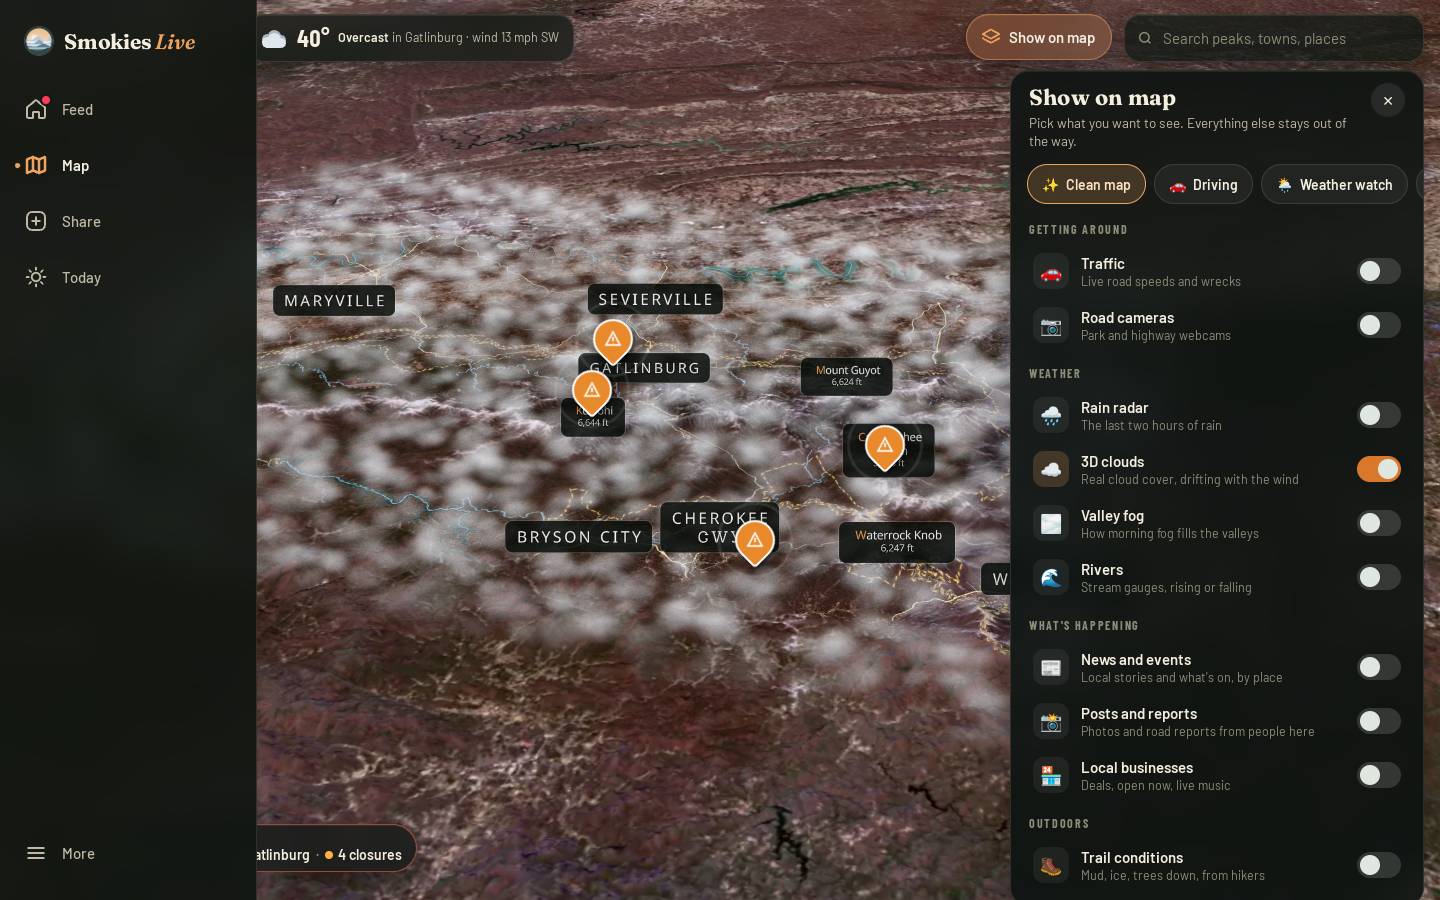 Smokies Live
Feed
Map
Share
Today
More
40° Overcast in Gatlinburg · wind 13 mph SW
Show on map
Search peaks, towns, places
MARYVILLE
SEVIERVILLE
GATLINBURG
6,644 ft
Mount Guyot
6,624 ft
BRYSON CITY
CHEROKEE
Waterrock Knob
6,247 ft
4 closures
Show on map
Pick what you want to see. Everything else stays out of
the way.
Clean map
Driving
Weather watch
GETTING AROUND
Traffic
Live road speeds and wrecks
Road cameras
Park and highway webcams
WEATHER
Rain radar
The last two hours of rain
3D clouds
Real cloud cover, drifting with the wind
Valley fog
How morning fog fills the valleys
Rivers
Stream gauges, rising or falling
WHAT'S HAPPENING
News and events
Local stories and what's on, by place
Posts and reports
Photos and road reports from people here
Local businesses
Deals, open now, live music
OUTDOORS
Trail conditions
Mud, ice, trees down, from hikers